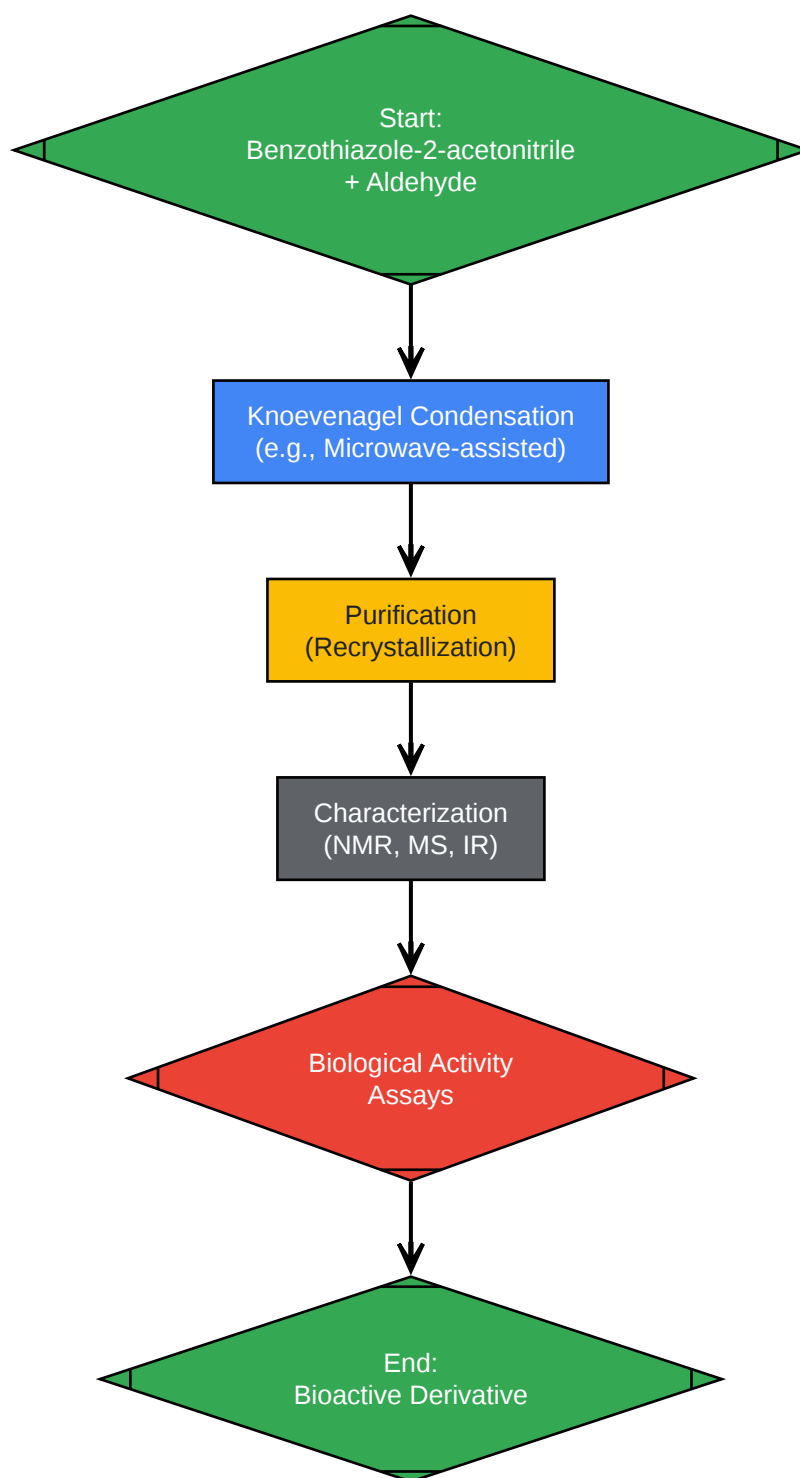 Start:
Benzothiazole-2-acetonitrile
+ Aldehyde
Knoevenagel Condensation
(e.g., Microwave-assisted)
Purification
(Recrystallization)
Characterization
(NMR, MS, IR)
Biological Activity
Assays
End:
Bioactive Derivative